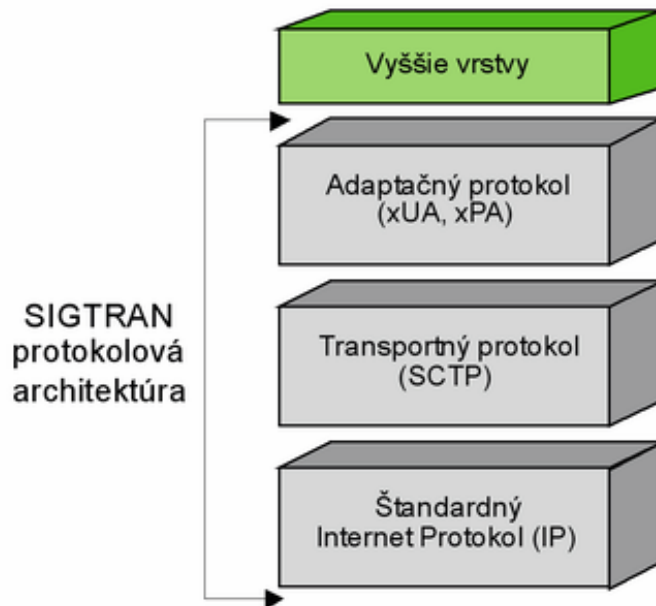 Vyššie vrstvy
Adaptačný protokol
(xUA, xPA)
SIGTRAN
protokolová
architektúra
Transportný protokol
(SCTP)
Štandardný
Internet Protokol (IP)